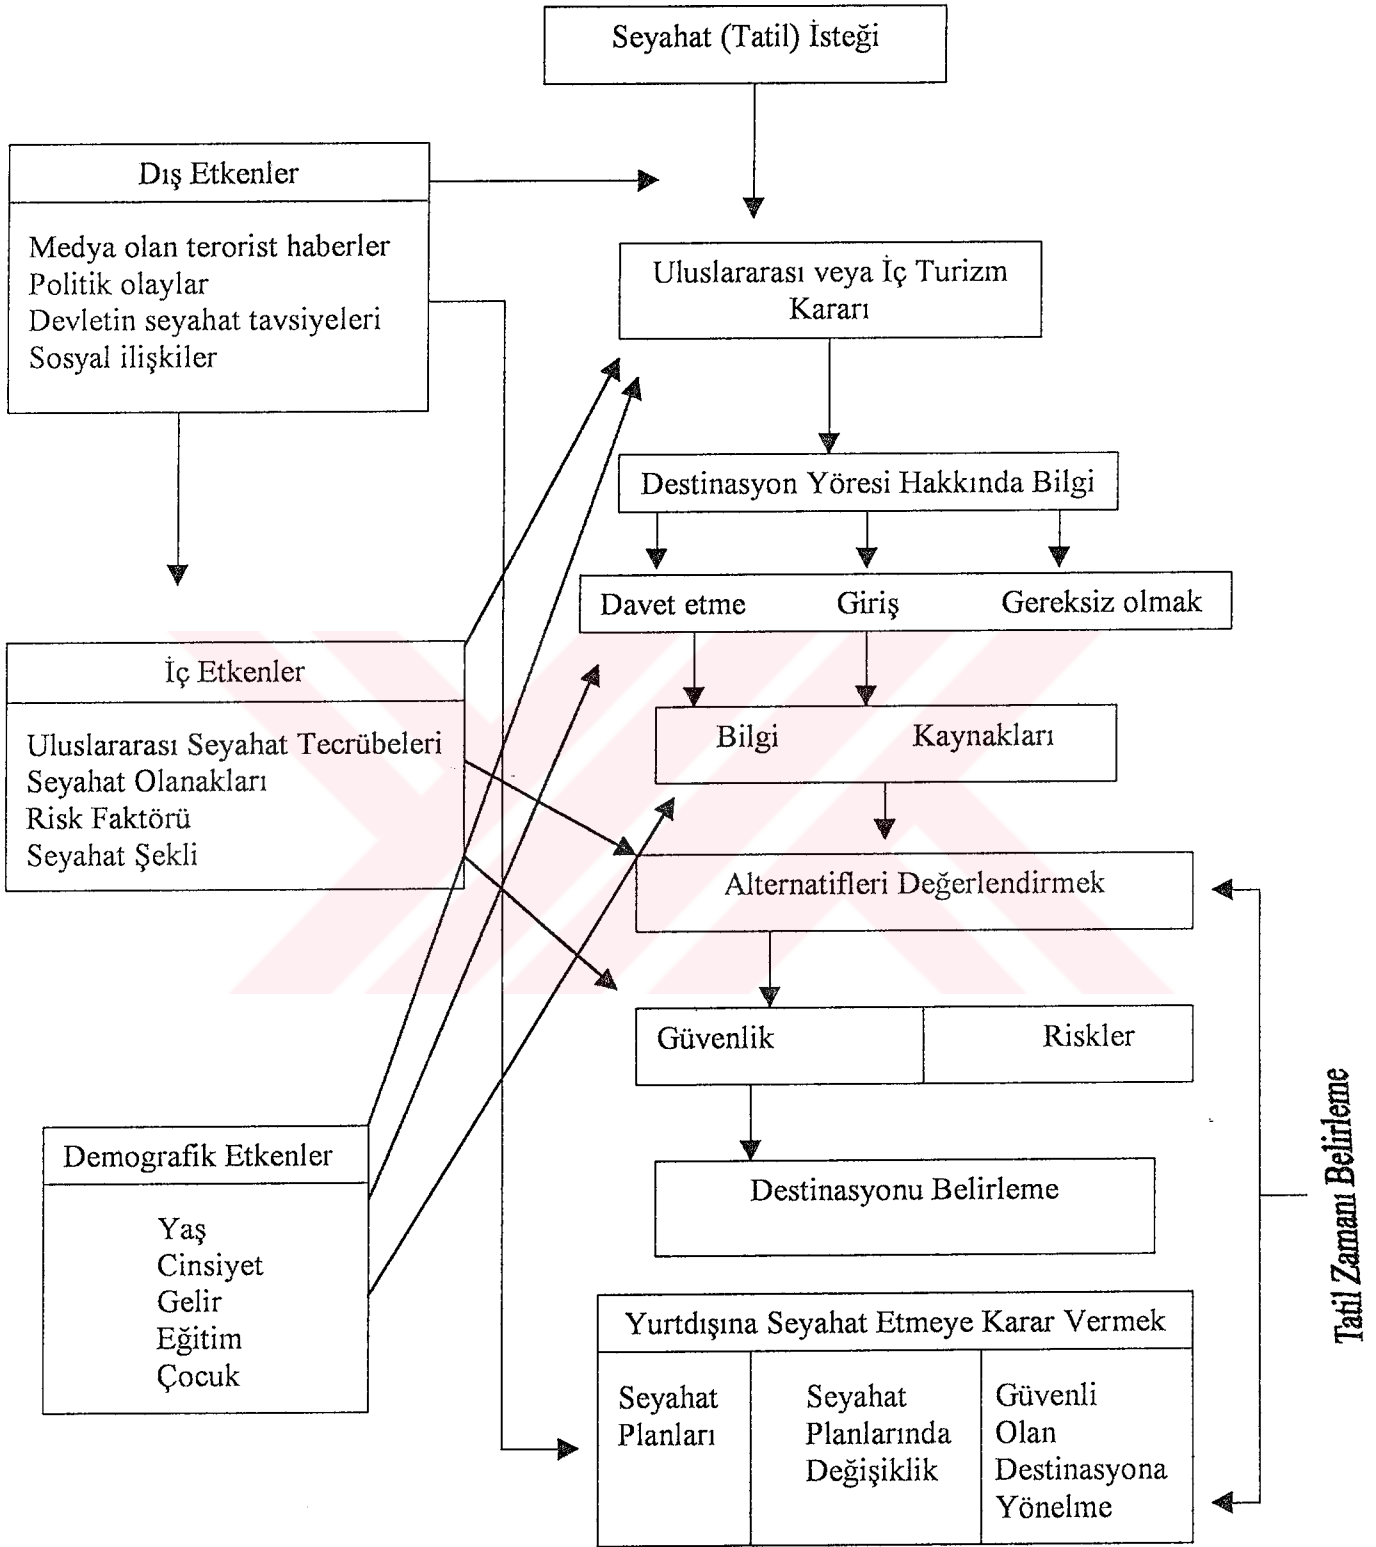 Seyahat (Tatil) İsteği
Dış Etkenler
Medya olan terorist haberler
Politik olaylar
Devletin seyahat tavsiyeleri
Sosyal ilişkiler
Uluslararası veya İç Turizm
Kararı
Destinasyon Yöresi Hakkında Bilgi
Davet etme Giriş Gereksiz olmak
İç Etkenler
Uluslararası Seyahat Tecrübeleri
Seyahat Olanakları
Risk Faktörü
Seyahat Şekli
Bilgi Kaynakları
Alternatifleri Değerlendirmek
Güvenlik Riskler
Demografik Etkenler
Yaş
Cinsiyet
Gelir
Eğitim
Çocuk
Destinasyonu Belirleme
Yurtdışına Seyahat Etmeye Karar Vermek
Seyahat
Planları
Seyahat
Planlarında
Değişiklik
Güvenli
Olan
Destinasyona
Yönelme
Tatil Zamanı Belirleme